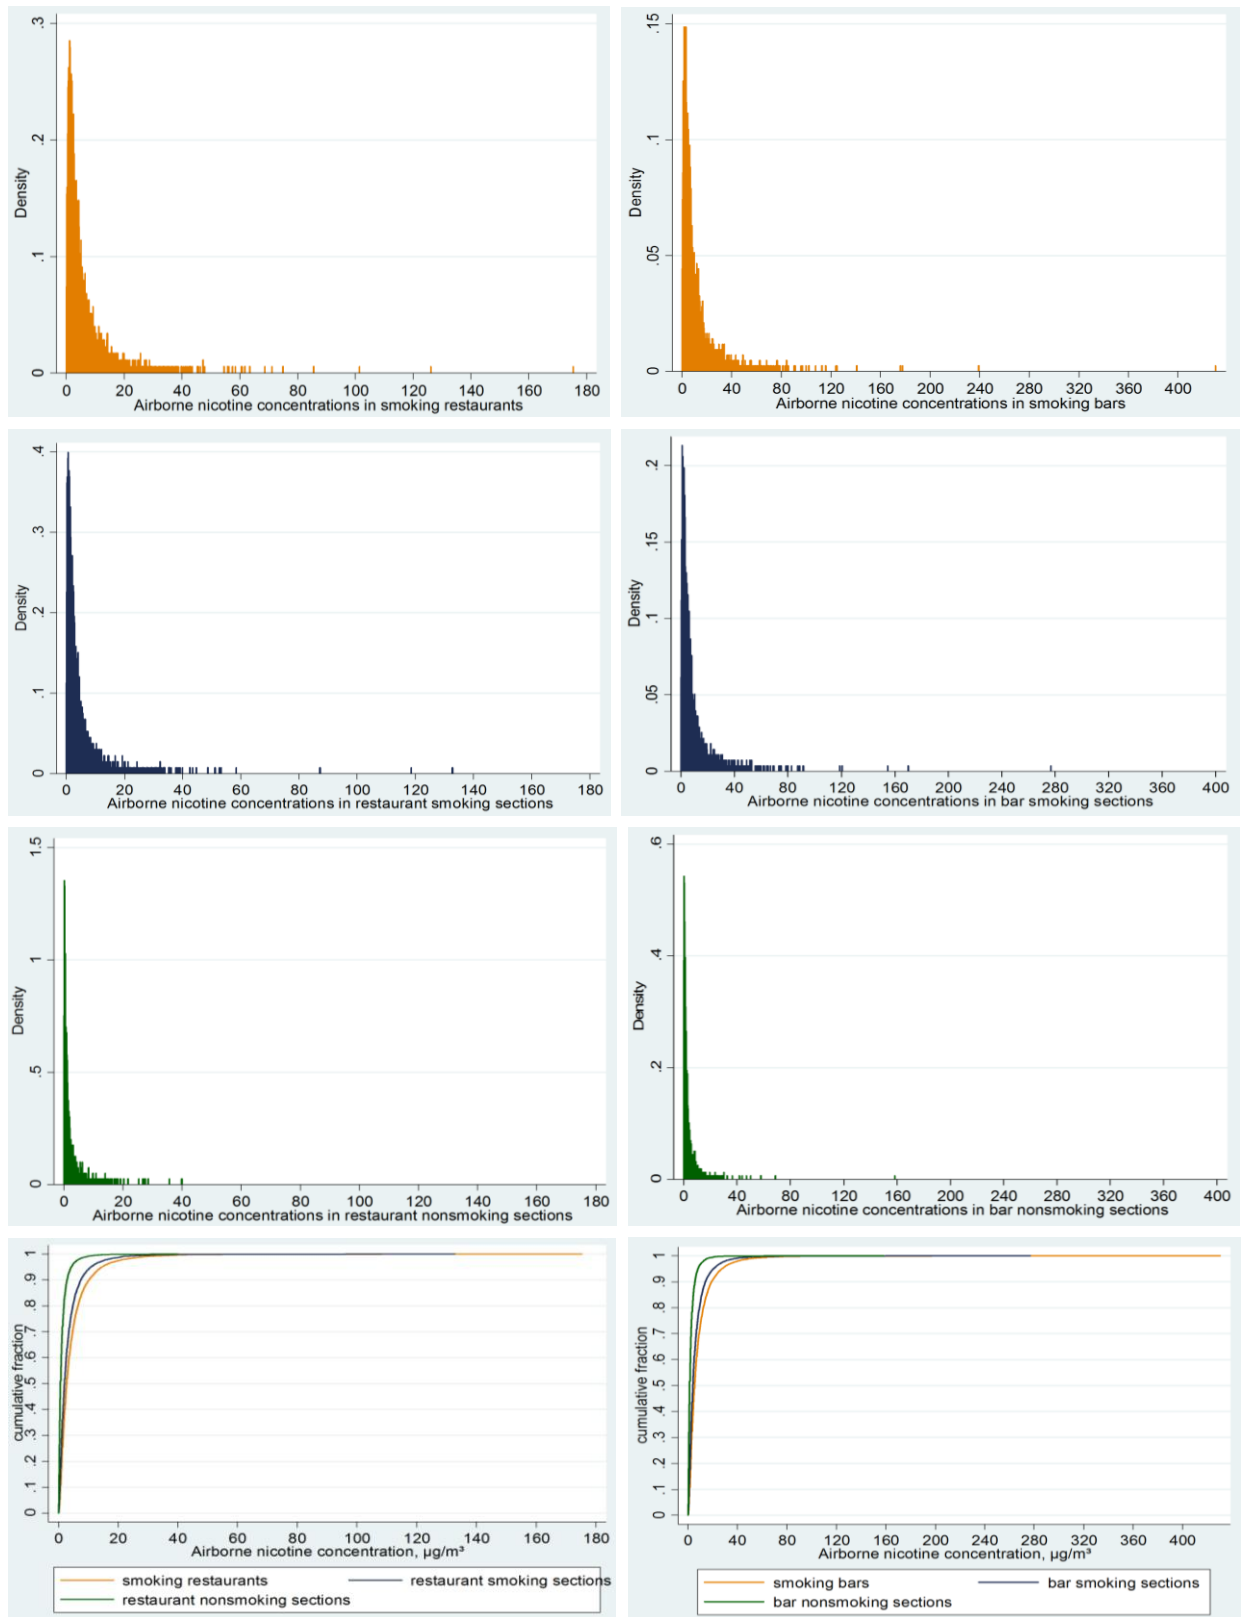 .3
.2
.1
0
Density
0 20 40 60 80 100 120 140 160 180
Airborne nicotine concentrations in smoking restaurants
.15
.1
.05
0
Density
0 40 80 120 160 200 240 280 320 360 400
Airborne nicotine concentrations in smoking bars
.4
.3
.2
.1
0
Density
0 20 40 60 80 100 120 140 160 180
Airborne nicotine concentrations in restaurant smoking sections
.2
.15
.1
.05
0
Density
0 40 80 120 160 200 240 280 320 360 400
Airborne nicotine concentrations in bar smoking sections
1.5
1
.5
0
Density
0 20 40 60 80 100 120 140 160 180
Airborne nicotine concentrations in restaurant nonsmoking sections
.6
.4
.2
0
Density
0 40 80 120 160 200 240 280 320 360 400
Airborne nicotine concentrations in bar nonsmoking sections
1
.9
.8
.7
.6
.5
.4
.3
.2
.1
0
cumulative fraction
0 20 40 60 80 100 120 140 160 180
Airborne nicotine concentration, µg/m³
smoking restaurants restaurant smoking sections
restaurant nonsmoking sections
1
.9
.8
.7
.6
.5
.4
.3
.2
.1
0
cumulative fraction
0 40 80 120 160 200 240 280 320 360 400
Airborne nicotine concentration, µg/m³
smoking bars bar smoking sections
bar nonsmoking sections